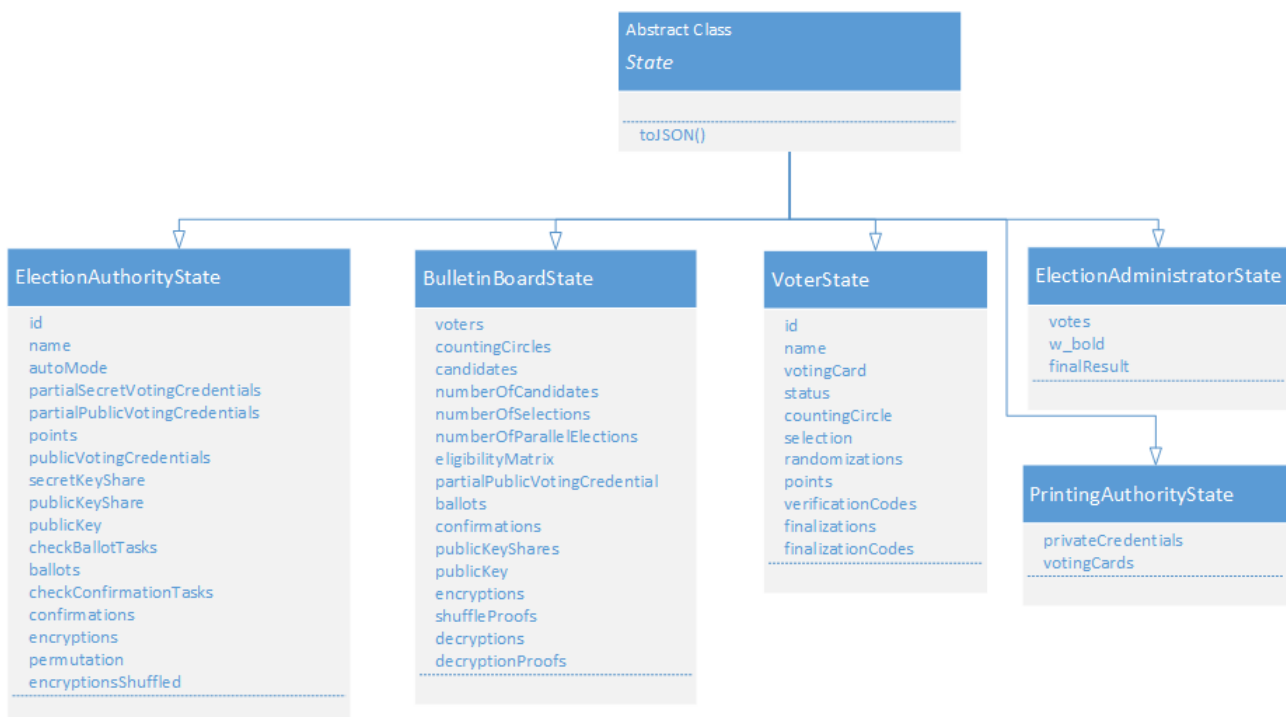 Abstract Class
State
toJSON()
ElectionAuthorityState
id
name
autoMode
partialSecretVotingCredentials
partialPublicVotingCredentials
points
publicVotingCredentials
secretKeyShare
publicKeyShare
publicKey
checkBallotTasks
ballots
checkConfirmationTasks
confirmations
encryptions
permutation
encryptionsShuffled
BulletinBoardState
voters
countingCircles
candidates
numberOfCandidates
numberOfSelections
numberOfParallelElections
eligibilityMatrix
partialPublicVotingCredential
ballots
confirmations
publicKeyShares
publicKey
encryptions
shuffleProofs
decryptions
decryptionProofs
VoterState
id
name
votingCard
status
countingCircle
selection
randomizations
points
verificationCodes
finalizations
finalizationCodes
ElectionAdministratorState
votes
w_bold
finalResult
PrintingAuthorityState
privateCredentials
votingCards